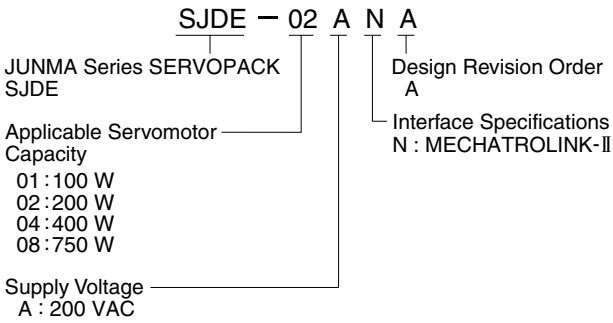 SJDE - 02 A N A
JUNMA Series SERVOPACK
SJDE
Design Revision Order
A
Applicable Servomotor
Capacity
01:100 W
02:200 W
04:400 W
08:750 W
Interface Specifications
N : MECHATROLINK-Ⅱ
Supply Voltage
A : 200 VAC